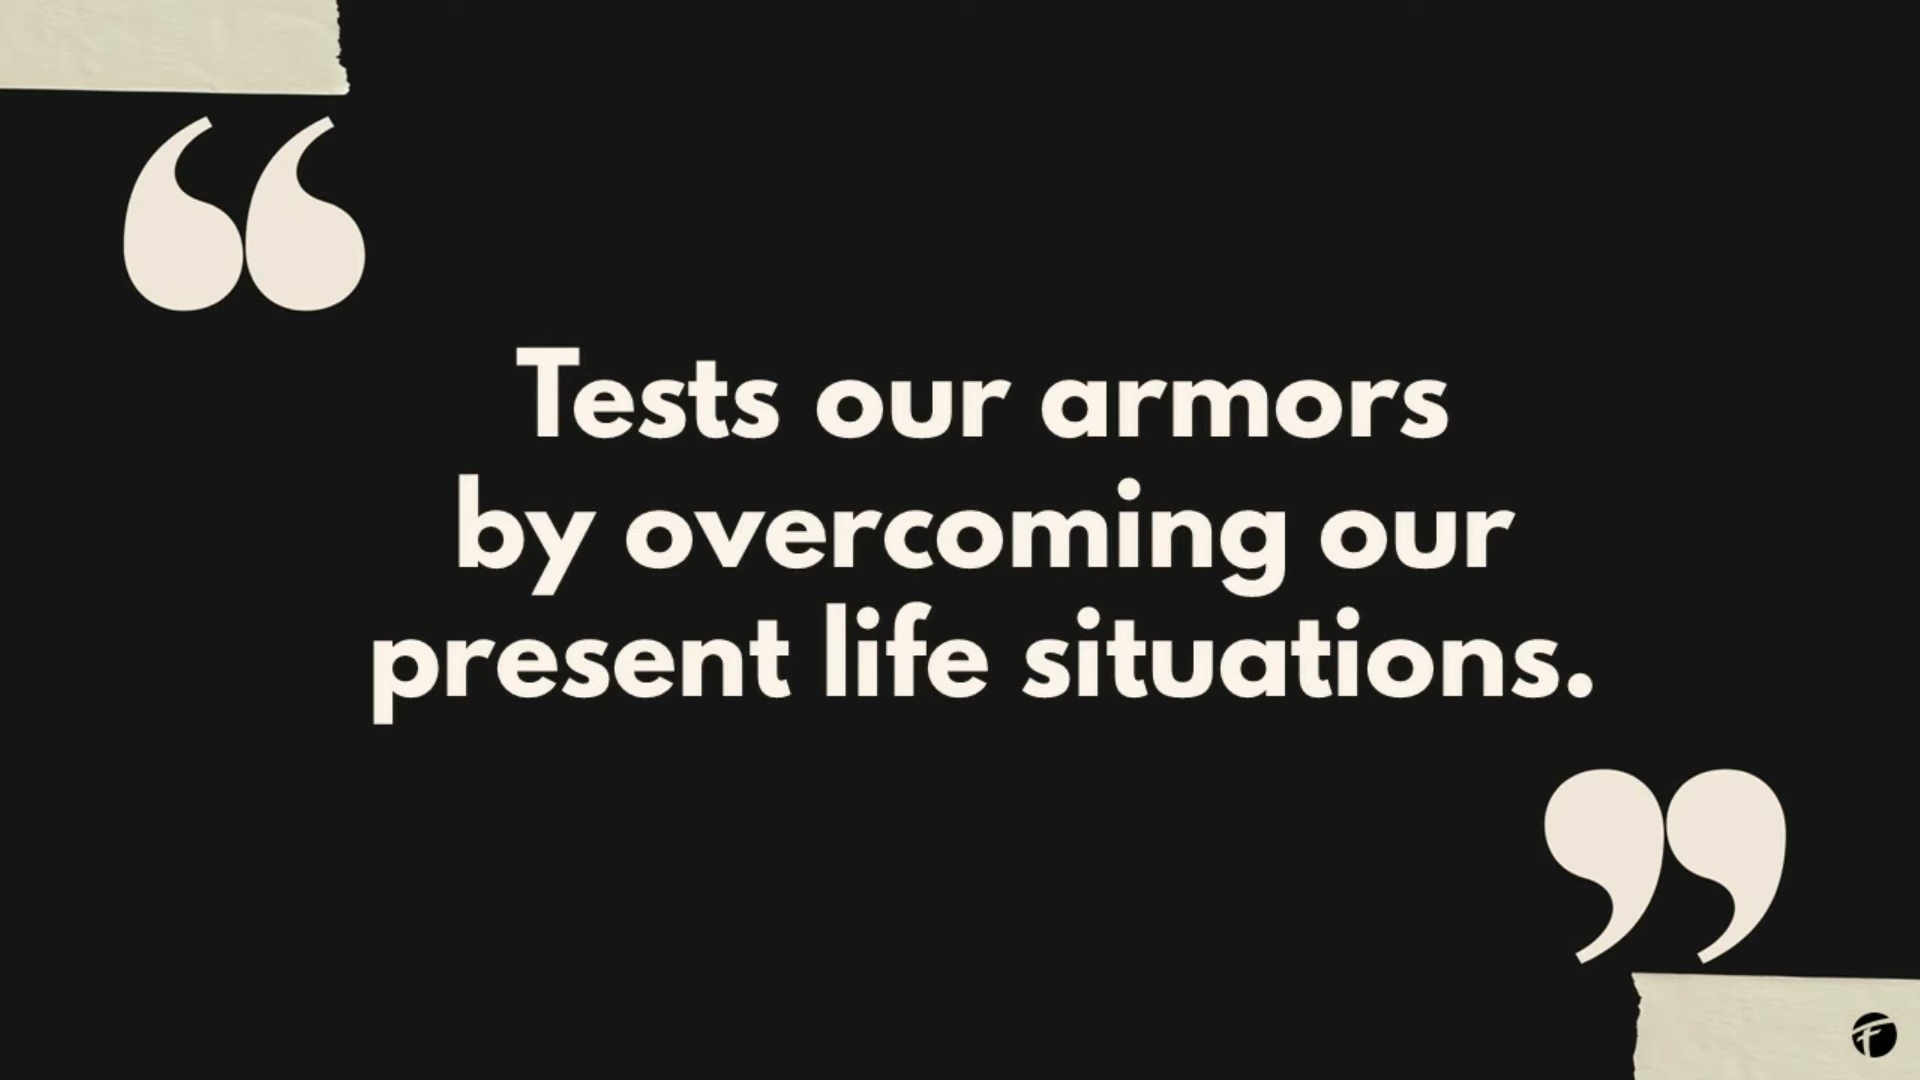 “
Tests our armors
by overcoming our
present life situations.
”